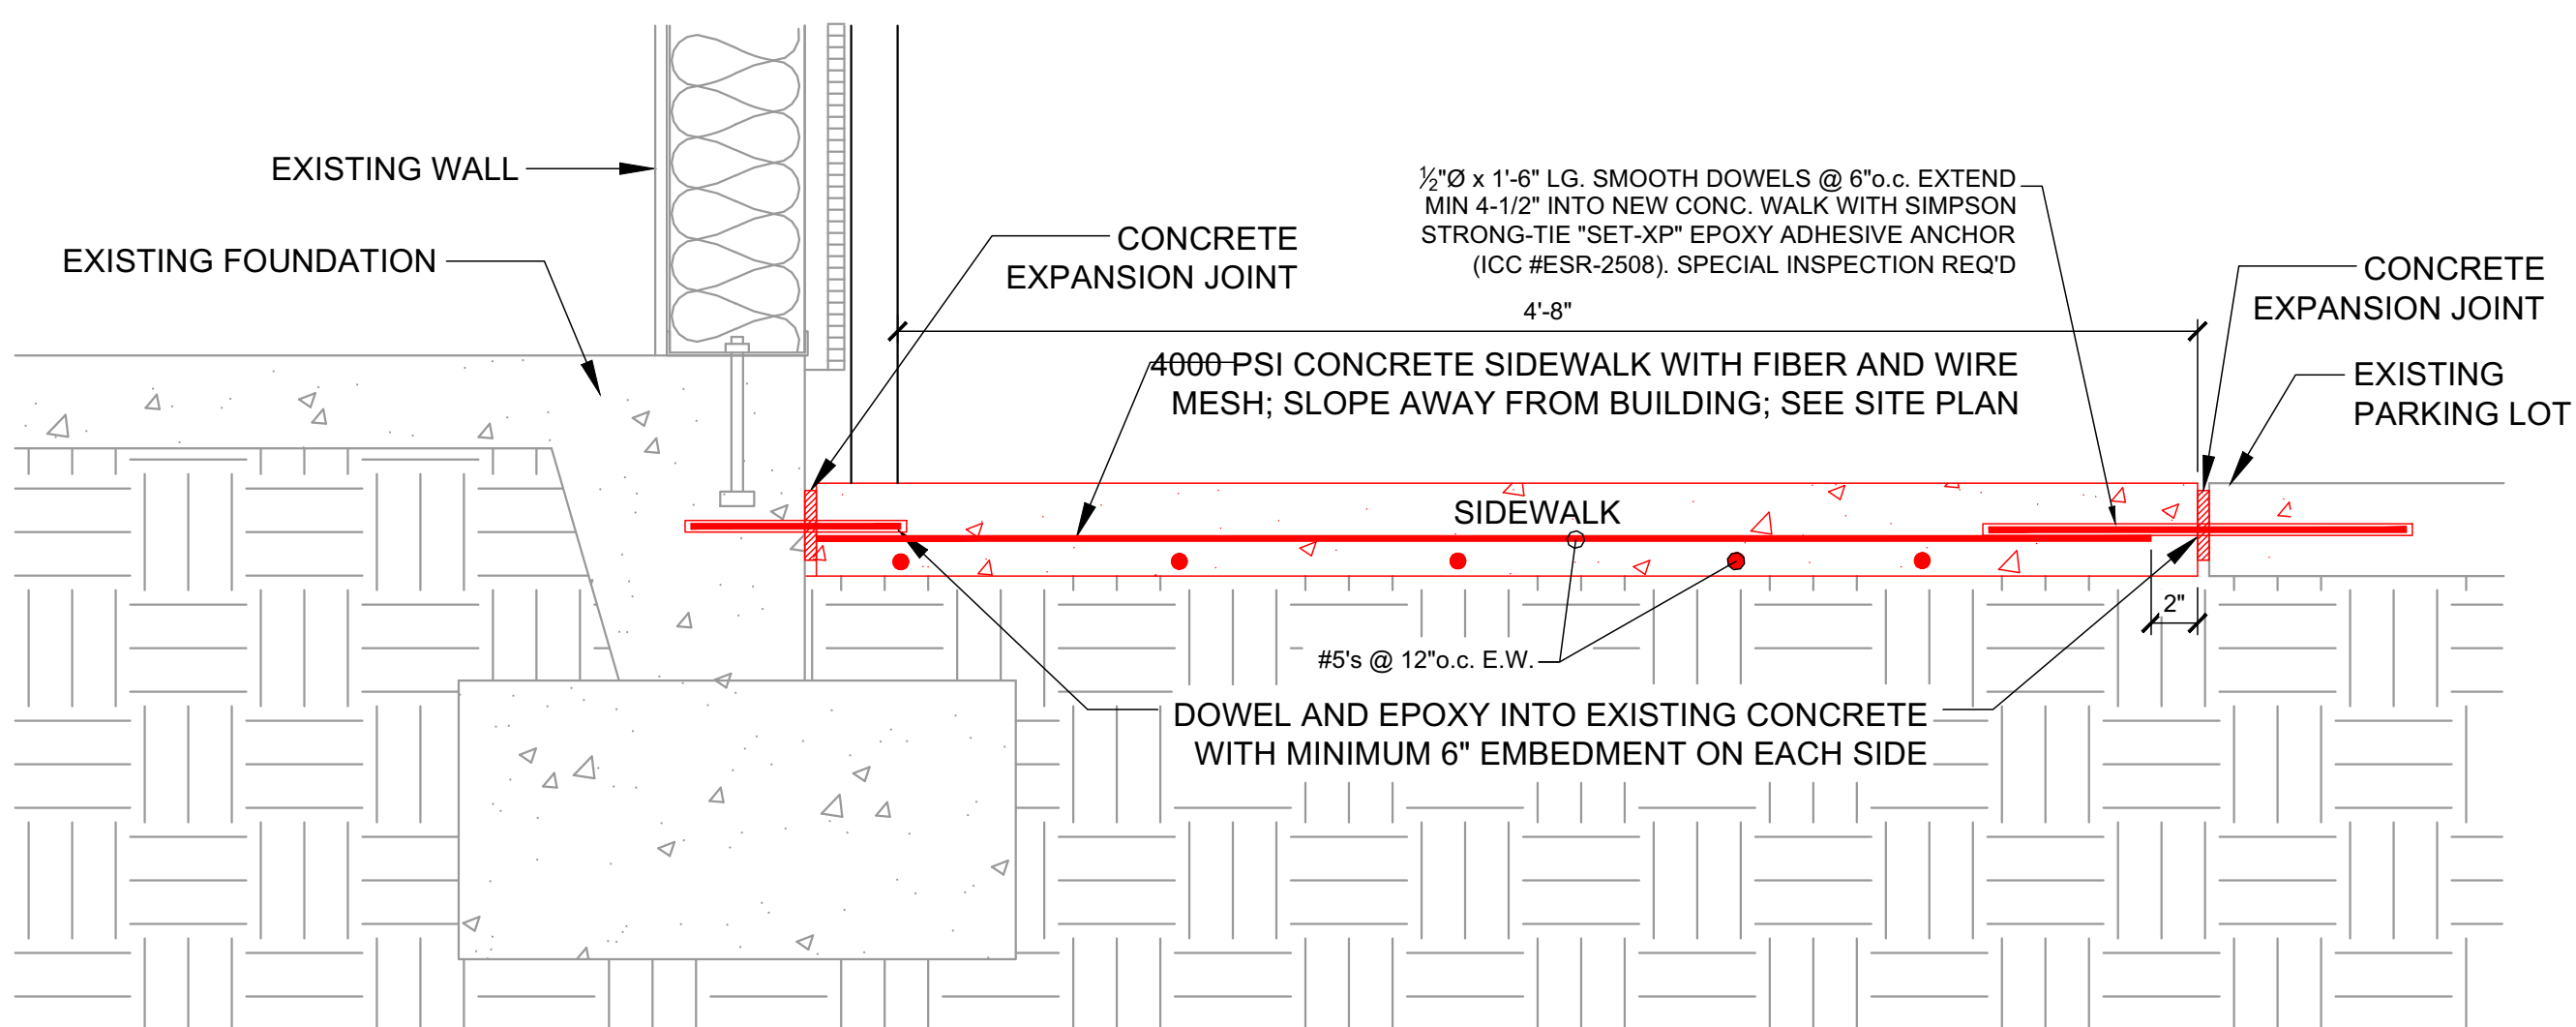 EXISTING WALL
EXISTING FOUNDATION
CONCRETE
EXPANSION JOINT
½"Ø x 1'-6" LG. SMOOTH DOWELS @ 6"o.c. EXTEND
MIN 4-1/2" INTO NEW CONC. WALK WITH SIMPSON
STRONG-TIE "SET-XP" EPOXY ADHESIVE ANCHOR
(ICC #ESR-2508). SPECIAL INSPECTION REQ'D
4'-8"
CONCRETE
EXPANSION JOINT
4000 PSI CONCRETE SIDEWALK WITH FIBER AND WIRE
MESH; SLOPE AWAY FROM BUILDING; SEE SITE PLAN
EXISTING
PARKING LOT
SIDEWALK
2"
#5's @ 12"o.c. E.W.
DOWEL AND EPOXY INTO EXISTING CONCRETE
WITH MINIMUM 6" EMBEDMENT ON EACH SIDE